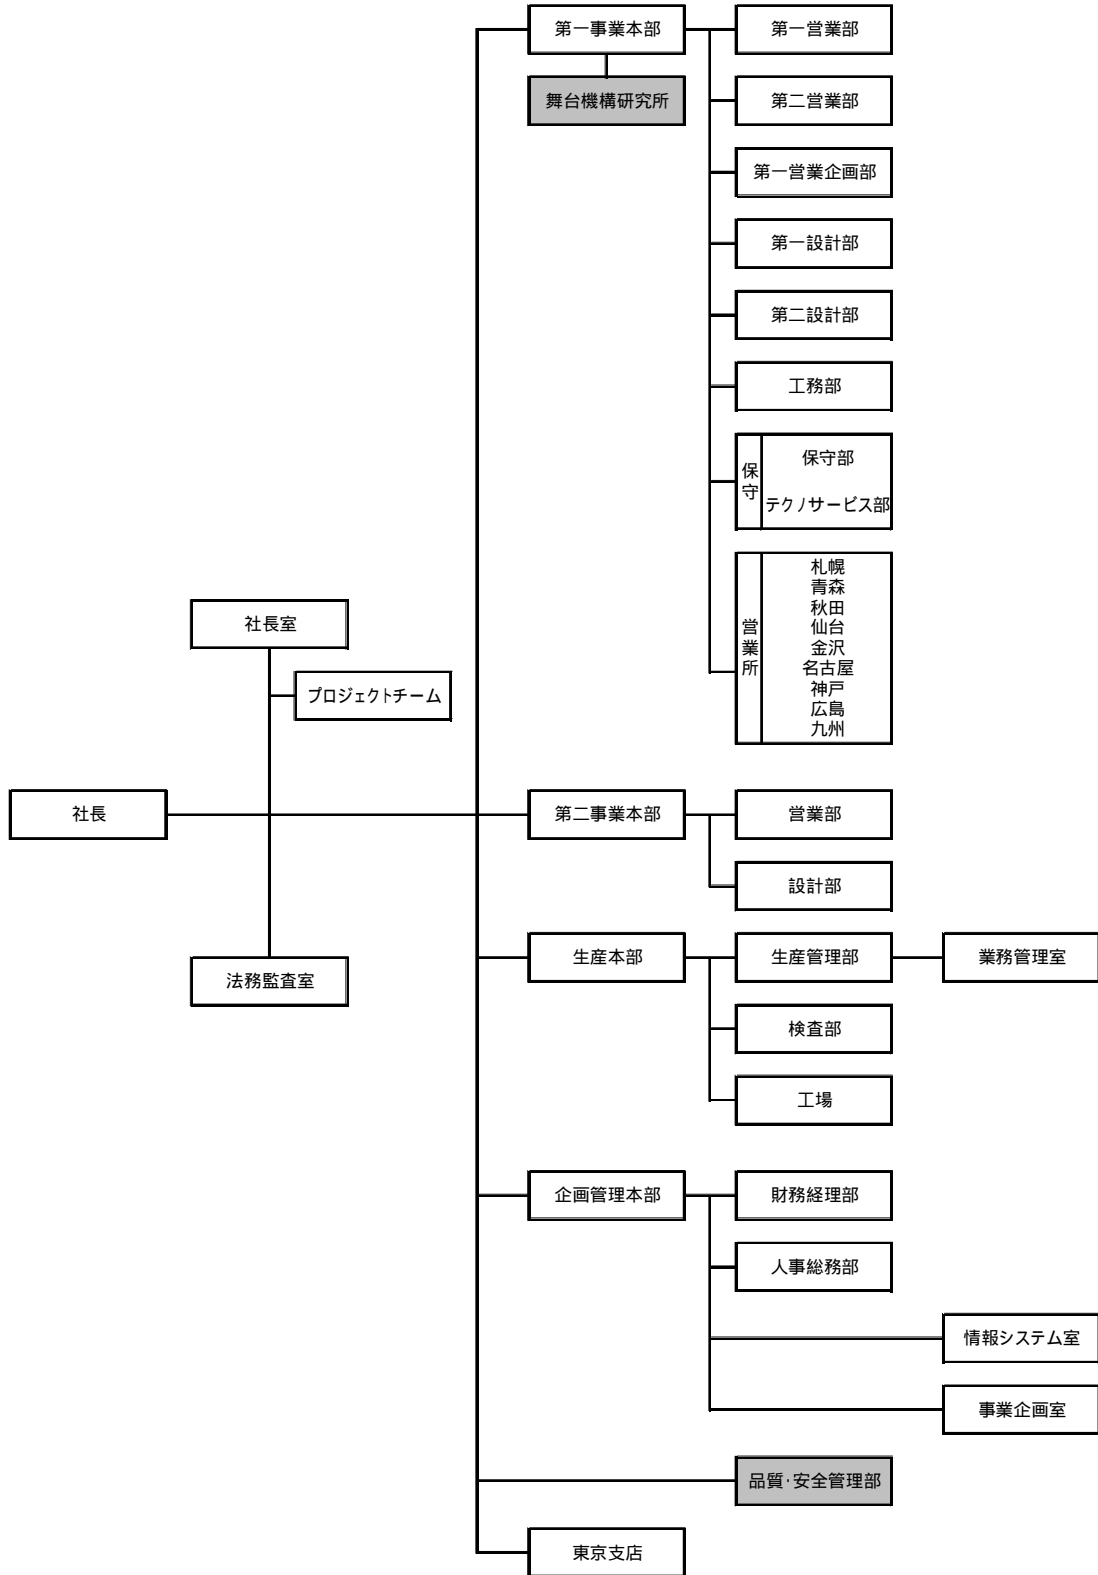 第一事業本部
第一営業部
舞台機構研究所
第二営業部
第一営業企画部
第一設計部
第二設計部
工務部
保守
保守部
テクノサービス部
営業所
札幌
青森
秋田
仙台
金沢
名古屋
神戸
広島
九州
社長室
プロジェクトチーム
社長
第二事業本部
営業部
設計部
法務監査室
生産本部
生産管理部
業務管理室
検査部
工場
企画管理本部
財務経理部
人事総務部
情報システム室
事業企画室
品質・安全管理部
東京支店